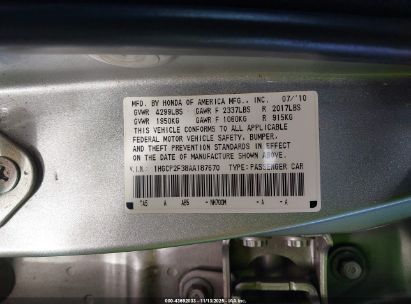 MFD. BY HONDA OF AMERICA MFG., INC. 07/10
GVWR 4299LBS GAWR F 2337LBS R 2017LBS
GVWR 1950KG GAWR F 1060KG R 915KG
THIS VEHICLE CONFORMS TO ALL APPLICABLE
FEDERAL MOTOR VEHICLE SAFETY, BUMPER,
AND THEFT PREVENTION STANDARDS IN EFFECT
ON THE DATE OF MANUFACTURE SHOWN ABOVE.
V.I.N.: 1HGCP2F38AA187670 TYPE: PASSENGER CAR
A NH700M - A - A